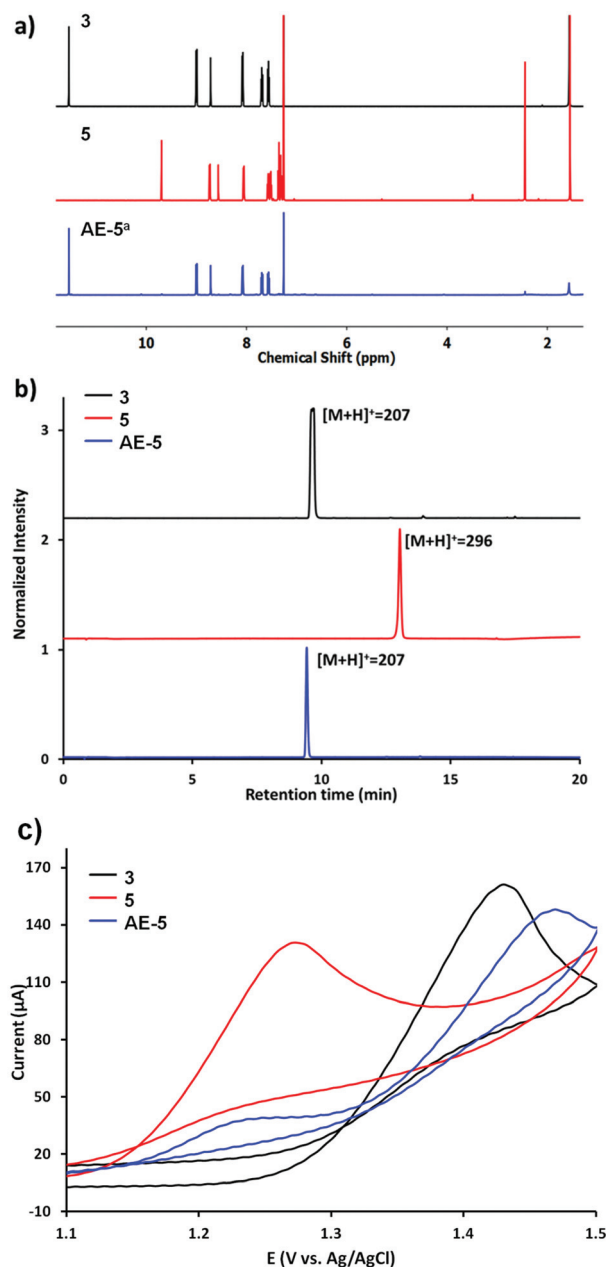 a)
3
5
AE-5ᵃ
10 8 6 4 2
Chemical Shift (ppm)
b)
3
5
AE-5
[M+H]⁺=207
[M+H]⁺=296
[M+H]⁺=207
3
2
1
0
Normalized Intensity
0 5 10 15 20
Retention time (min)
c)
3
5
AE-5
170
140
110
80
50
20
-10
Current (µA)
1.1 1.2 1.3 1.4 1.5
E (V vs. Ag/AgCl)